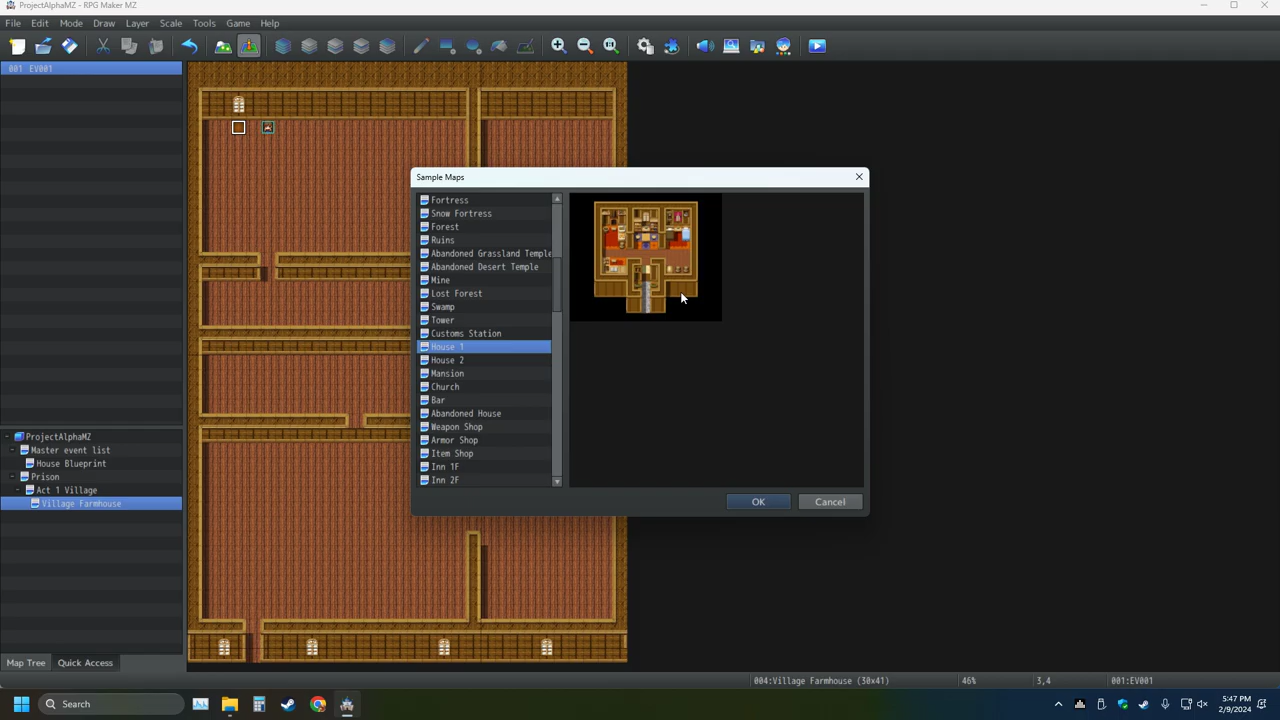 ProjectAlphaMZ - RPG Maker MZ
File Edit Mode Draw Layer Scale Tools Game Help
001 EV001
Sample Maps
Fortress
Snow Fortress
Forest
Ruins
Abandoned Grassland Temple
Abandoned Desert Temple
Mine
Lost Forest
Swamp
Tower
Customs Station
House 1
House 2
Mansion
Church
Bar
Abandoned House
Weapon Shop
Armor Shop
Item Shop
Inn 1F
Inn 2F
OK Cancel
ProjectAlphaMZ
Master event list
House Blueprint
Prison
Act 1 Village
Village Farmhouse
Map Tree Quick Access
004:Village Farmhouse (30x41) 46% 3,4 001:EV001
Search
5:47 PM
2/9/2024